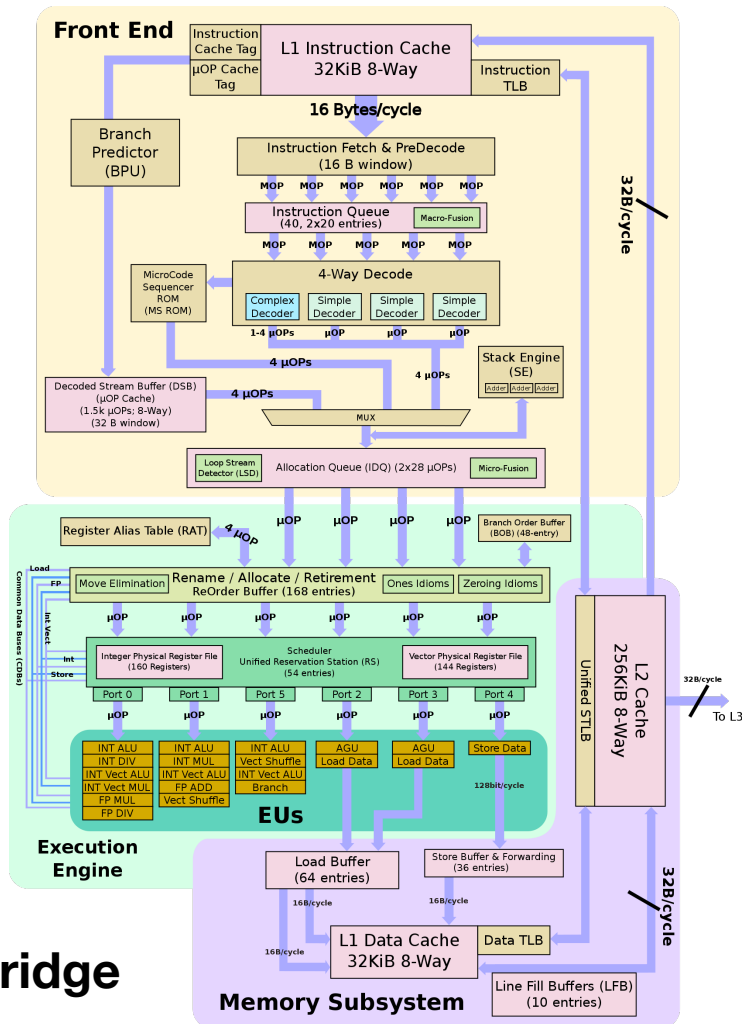 Front End
Instruction
Cache Tag
µOP Cache
Tag
L1 Instruction Cache
32KiB 8-Way
Instruction
TLB
16 Bytes/cycle
Branch
Predictor
(BPU)
Instruction Fetch & PreDecode
(16 B window)
MOP MOP MOP MOP MOP MOP
Instruction Queue
(40, 2x20 entries)
Macro-Fusion
32B/cycle
MOP MOP MOP MOP MOP
MicroCode
Sequencer
ROM
(MS ROM)
4-Way Decode
Complex
Decoder
Simple
Decoder
Simple
Decoder
Simple
Decoder
1-4 µOPs µOP µOP µOP
4 µOPs
4 µOPs
Stack Engine
(SE)
Adder Adder Adder
Decoded Stream Buffer (DSB)
(µOP Cache)
(1.5k µOPs; 8-Way)
(32 B window)
4 µOPs
MUX
Loop Stream
Detector (LSD)
Allocation Queue (IDQ) (2x28 µOPs)
Micro-Fusion
µOP µOP µOP µOP
Register Alias Table (RAT)
4 µOP
Branch Order Buffer
(BOB) (48-entry)
Load
FP
Common Data Buses (CDBs)
Int Vect
Int
Store
Move Elimination
Rename / Allocate / Retirement
ReOrder Buffer (168 entries)
Ones Idioms
Zeroing Idioms
µOP µOP µOP µOP µOP µOP
Integer Physical Register File
(160 Registers)
Scheduler
Unified Reservation Station (RS)
(54 entries)
Vector Physical Register File
(144 Registers)
Port 0 Port 1 Port 5 Port 2 Port 3 Port 4
µOP µOP µOP µOP µOP µOP
INT ALU
INT DIV
INT Vect ALU
INT Vect MUL
FP MUL
FP DIV
INT ALU
INT MUL
INT Vect ALU
FP ADD
Vect Shuffle
INT ALU
Vect Shuffle
INT Vect ALU
Branch
AGU
Load Data
AGU
Load Data
Store Data
128bit/cycle
EUs
Execution
Engine
Unified STLB
L2 Cache
256KiB 8-Way
32B/cycle
To L3
Load Buffer
(64 entries)
Store Buffer & Forwarding
(36 entries)
16B/cycle
16B/cycle
16B/cycle
32B/cycle
L1 Data Cache
32KiB 8-Way
Data TLB
Line Fill Buffers (LFB)
(10 entries)
Memory Subsystem
ridge